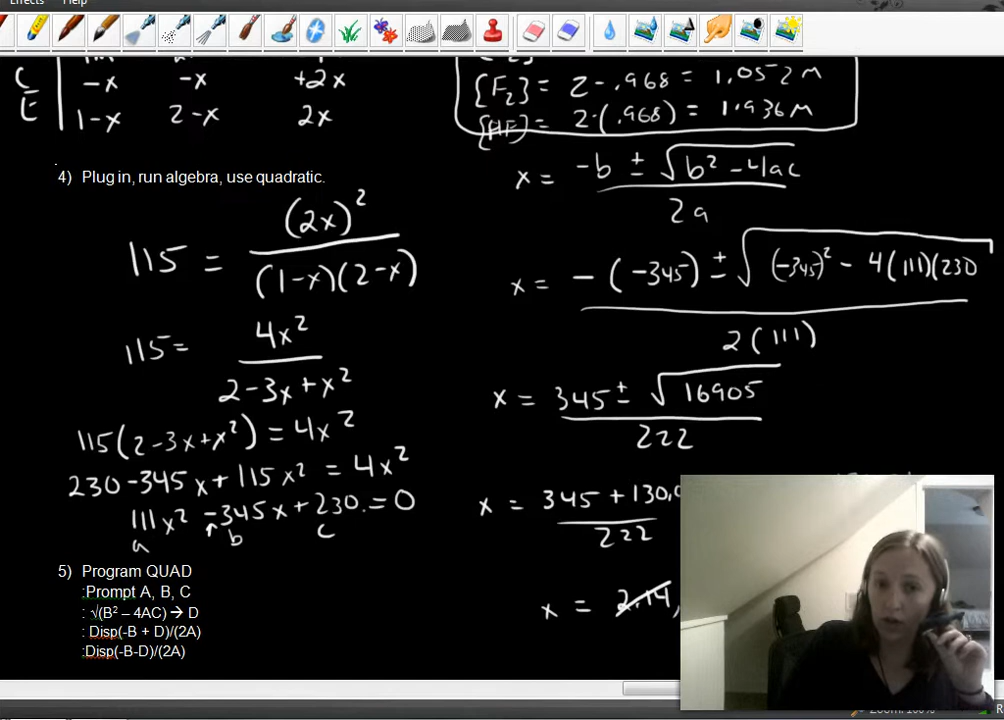 Effects Help
C -x -x +2x
E 1-x 2-x 2x
[F₂] = 2-.968 = 1.052 M
[HF] = 2·(.968) = 1.936 M
4) Plug in, run algebra, use quadratic.
115 = (2x)² / (1-x)(2-x)
115 = 4x² / 2-3x+x²
115(2-3x+x²) = 4x²
230-345x+115x² = 4x²
111x² -345x+230.=0
a b c
5) Program QUAD
:Prompt A, B, C
: √(B² – 4AC) → D
: Disp(-B + D)/(2A)
:Disp(-B-D)/(2A)
x = -b ± √b² -4ac / 2a
x = -(-345) ± √(-345)² - 4(111)(230 / 2(111)
x = 345 ± √16905 / 222
x = 345 + 130.0 / 222
x = 2.14,